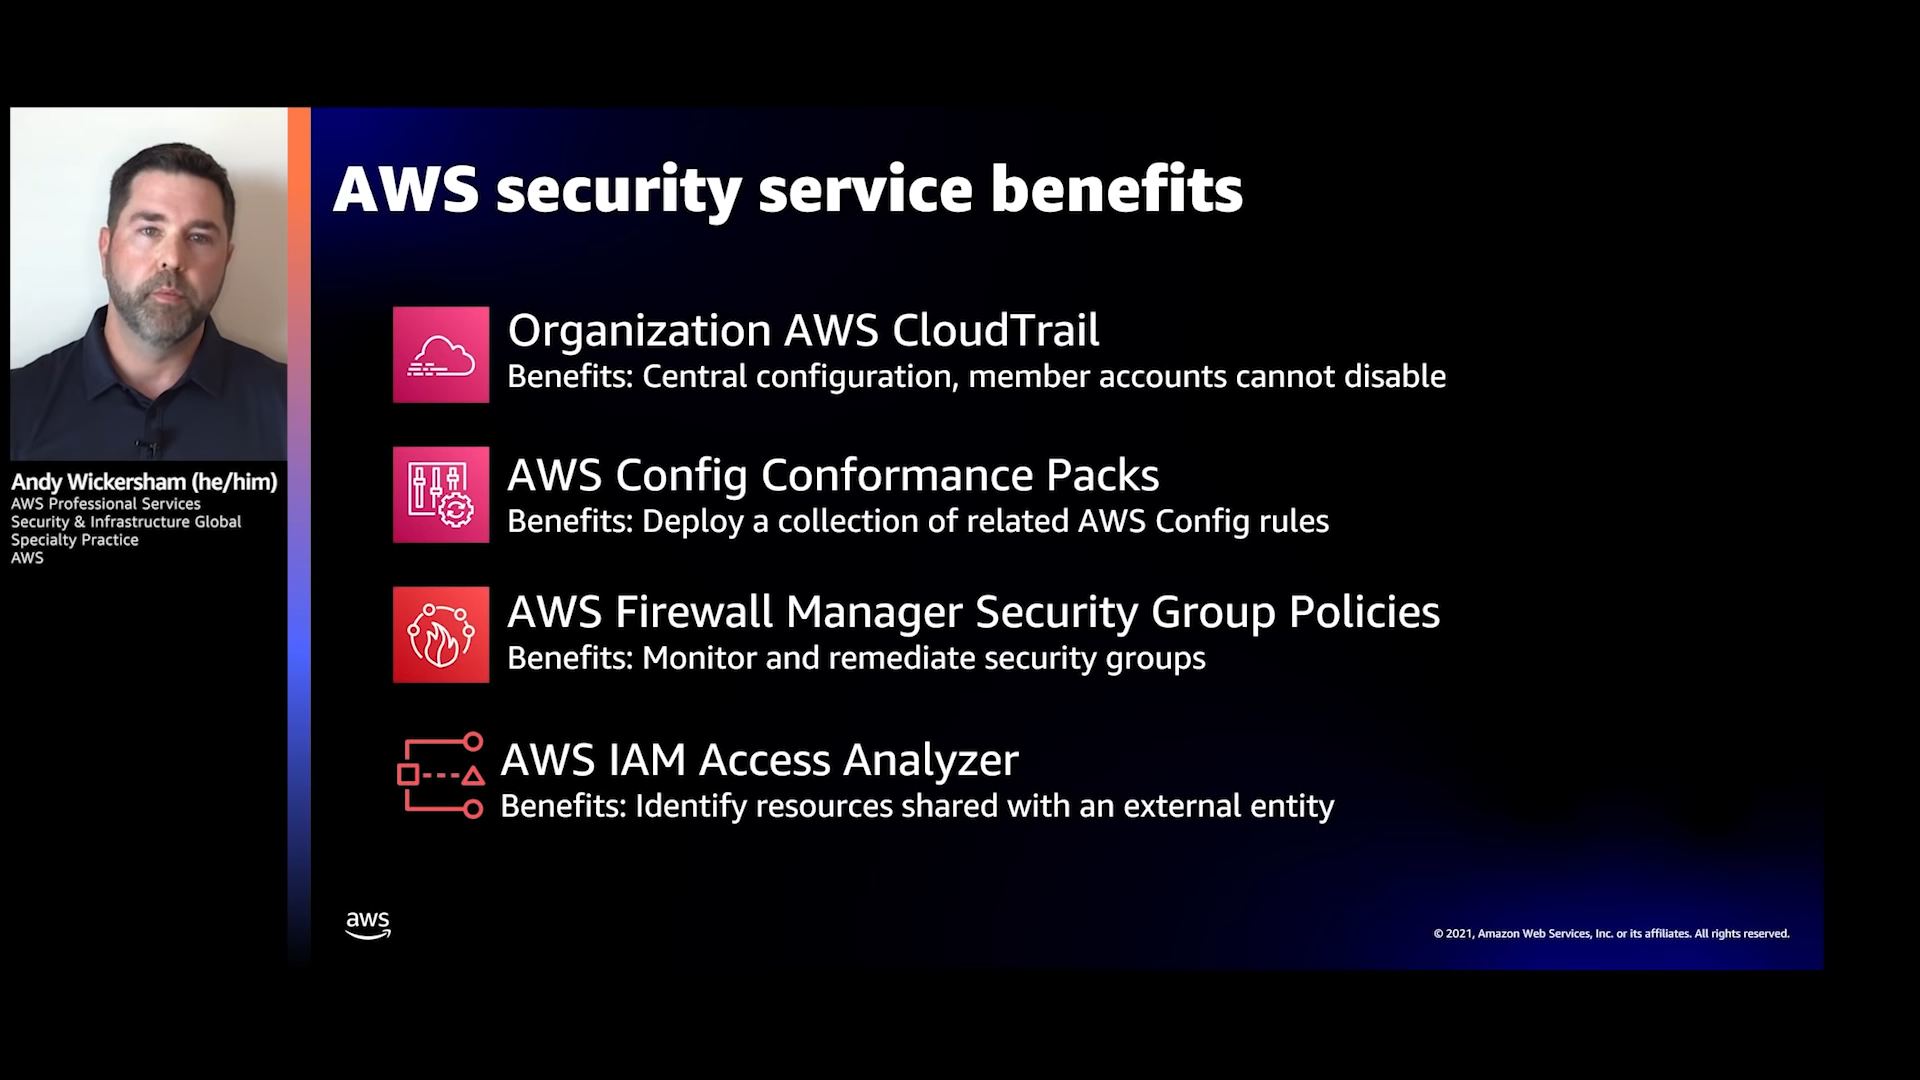 AWS security service benefits
Organization AWS CloudTrail
Benefits: Central configuration, member accounts cannot disable
AWS Config Conformance Packs
Benefits: Deploy a collection of related AWS Config rules
AWS Firewall Manager Security Group Policies
Benefits: Monitor and remediate security groups
AWS IAM Access Analyzer
Benefits: Identify resources shared with an external entity
Andy Wickersham (he/him)
AWS Professional Services
Security & Infrastructure Global
Specialty Practice
AWS
aws
© 2021, Amazon Web Services, Inc. or its affiliates. All rights reserved.